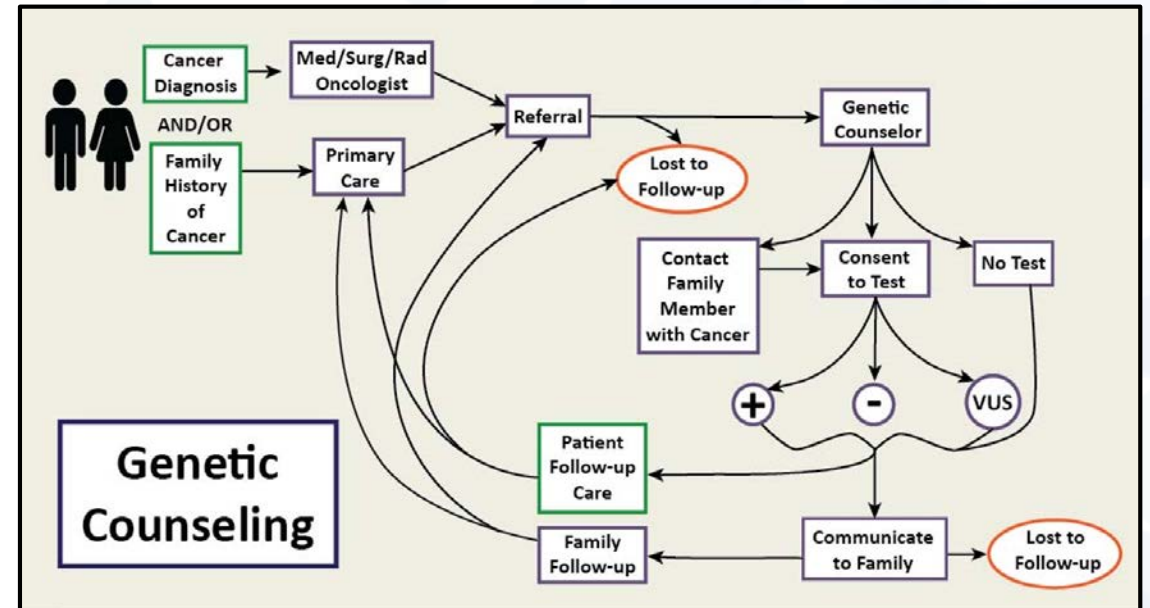 Cancer
Diagnosis
AND/OR
Family
History
of
Cancer
Med/Surg/Rad
Oncologist
Primary
Care
Referral
Lost to
Follow-up
Genetic
Counselor
Contact
Family
Member
with Cancer
Consent
to Test
No Test
+
-
VUS
Patient
Follow-up
Care
Family
Follow-up
Communicate
to Family
Lost to
Follow-up
Genetic
Counseling